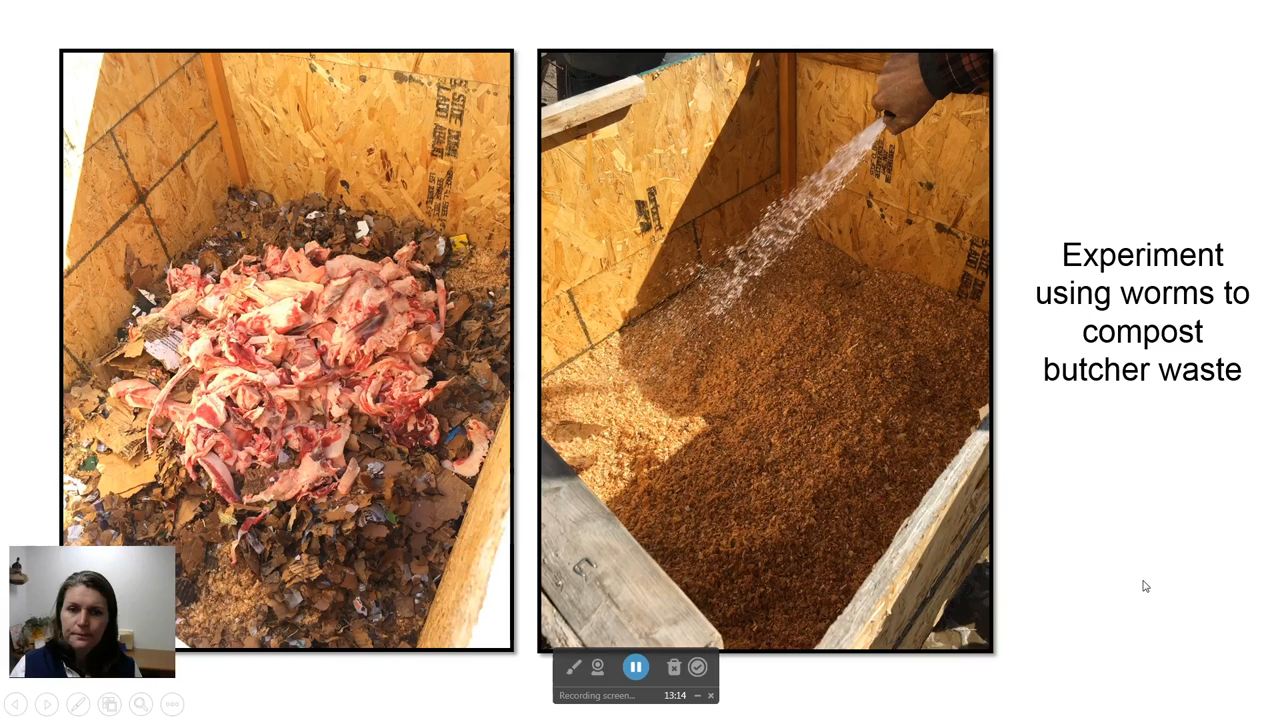 Experiment
using worms to
compost
butcher waste
Recording screen...
13:14